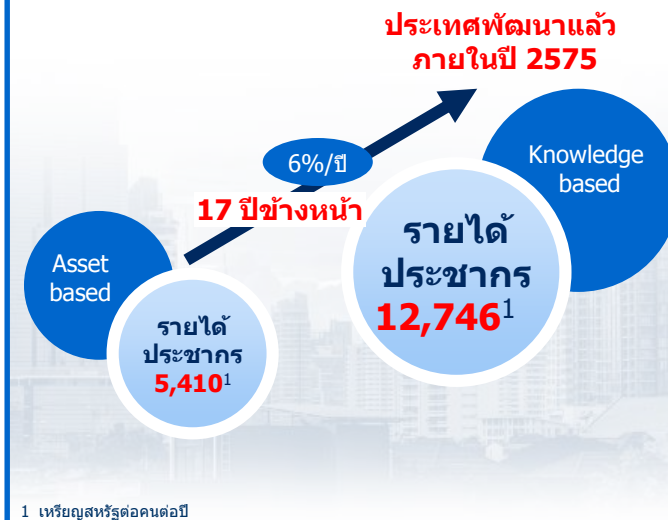 ประเทศพัฒนาแล้ว
ภายในปี 2575
6%/ปี
17 ปีข้างหน้า
Knowledge
based
รายได้
ประชากร
12,746¹
Asset
based
รายได้
ประชากร
5,410¹
1 เหรียญสหรัฐต่อคนต่อปี